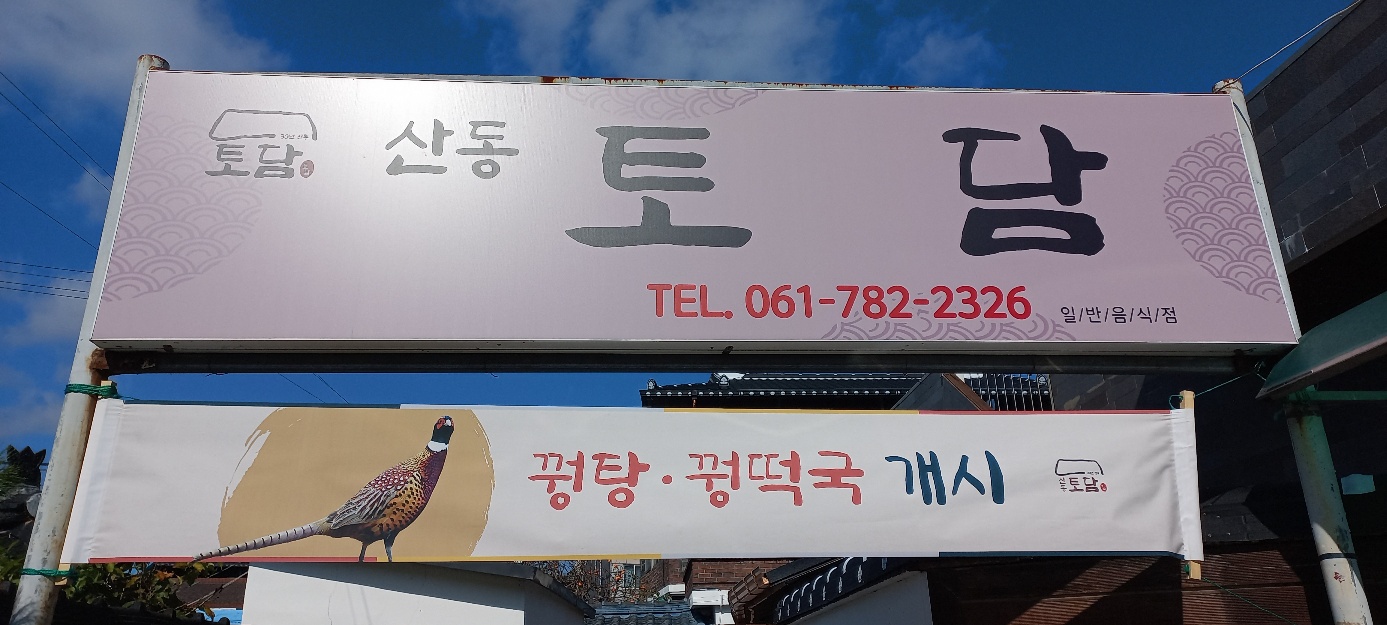 토담
산동 토담
TEL. 061-782-2326
일/반/음/식/점
꿩탕·꿩떡국 개시
토담